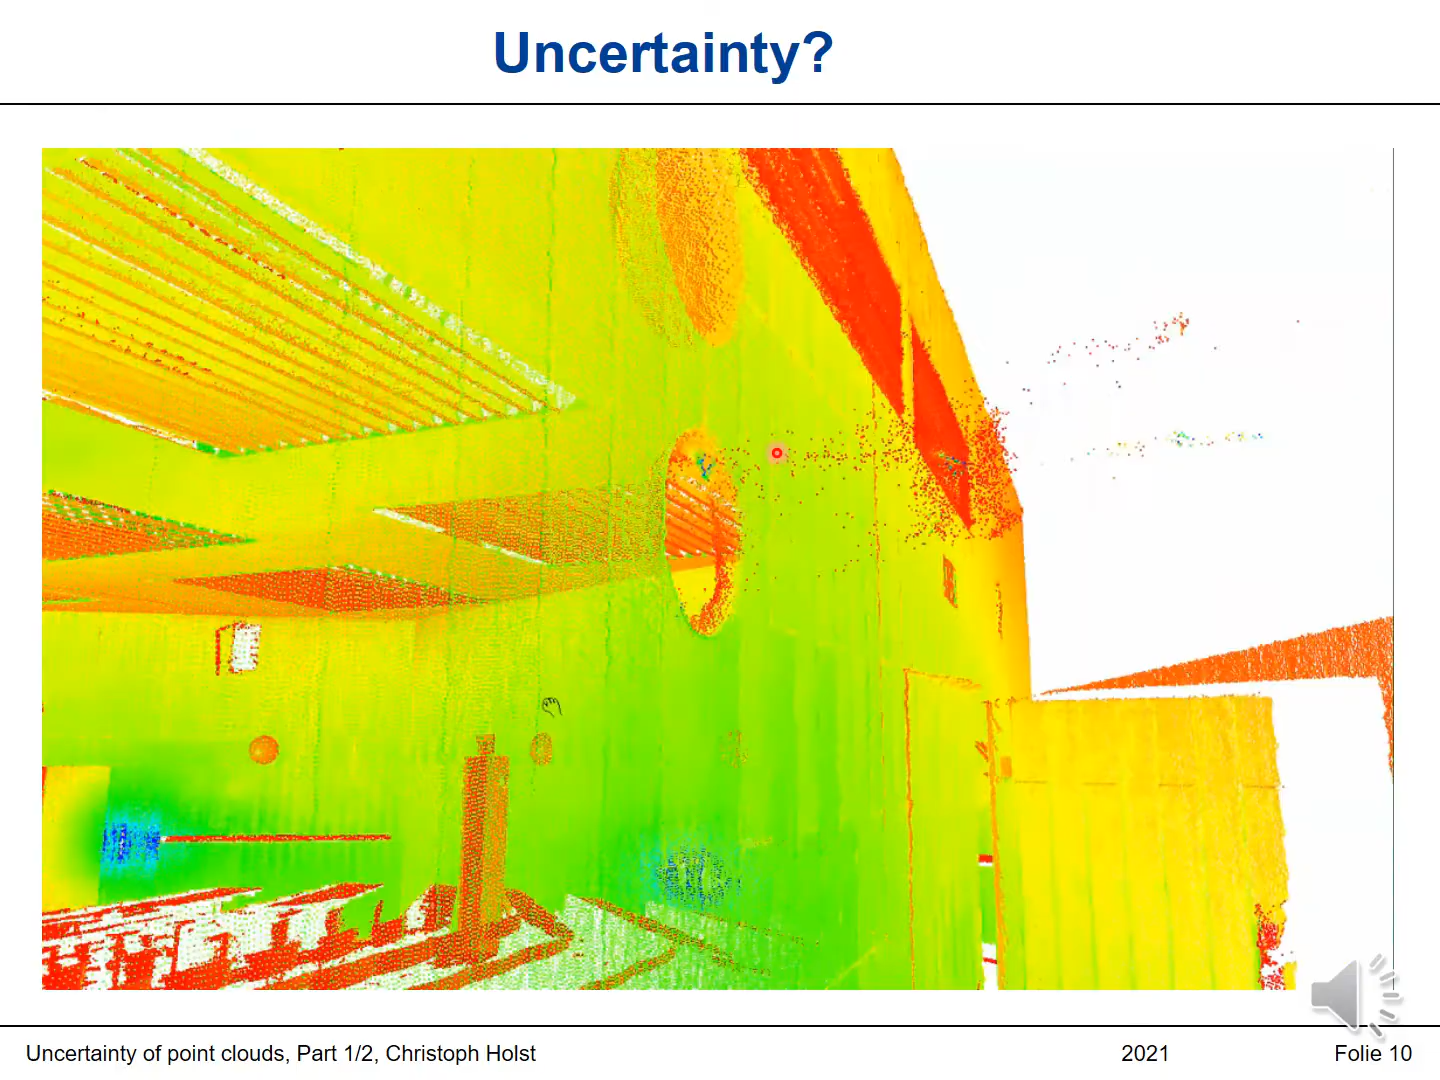 Uncertainty?
Uncertainty of point clouds, Part 1/2, Christoph Holst
2021
Folie 10